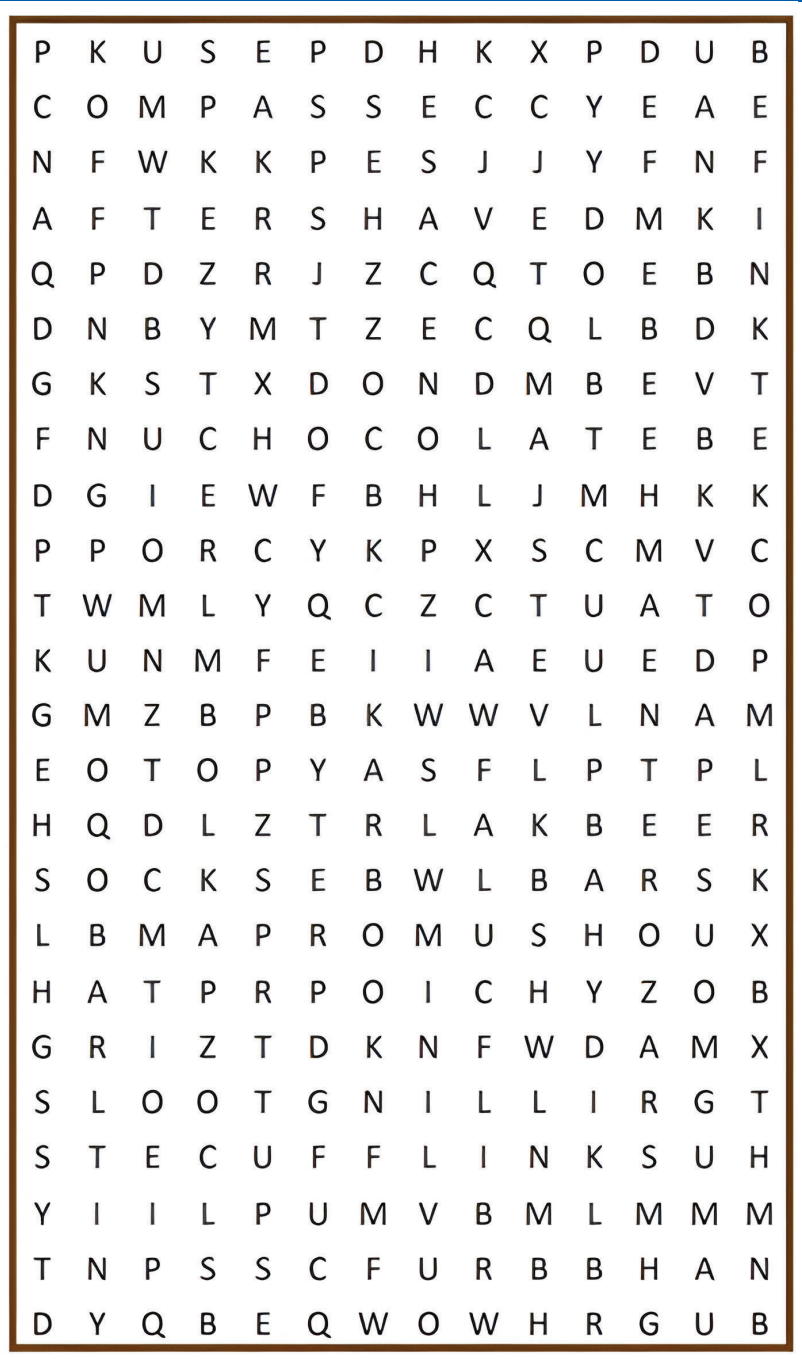 P K U S E P D H K X P D U B
C O M P A S S E C C Y E A E
N F W K K P E S J J Y F N F
A F T E R S H A V E D M K I
Q P D Z R J Z C Q T O E B N
D N B Y M T Z E C Q L B D K
G K S T X D O N D M B E V T
F N U C H O C O L A T E B E
D G I E W F B H L J M H K K
P P O R C Y K P X S C M V C
T W M L Y Q C Z C T U A T O
K U N M F E I I A E U E D P
G M Z B P B K W W V L N A M
E O T O P Y A S F L P T P L
H Q D L Z T R L A K B E E R
S O C K S E B W L B A R S K
L B M A P R O M U S H O U X
H A T P R P O I C H Y Z O B
G R I Z T D K N F W D A M X
S L O O T G N I L L I R G T
S T E C U F F L I N K S U H
Y I I L P U M V B M L M M M
T N P S S C F U R B B H A N
D Y Q B E Q W O W H R G U B